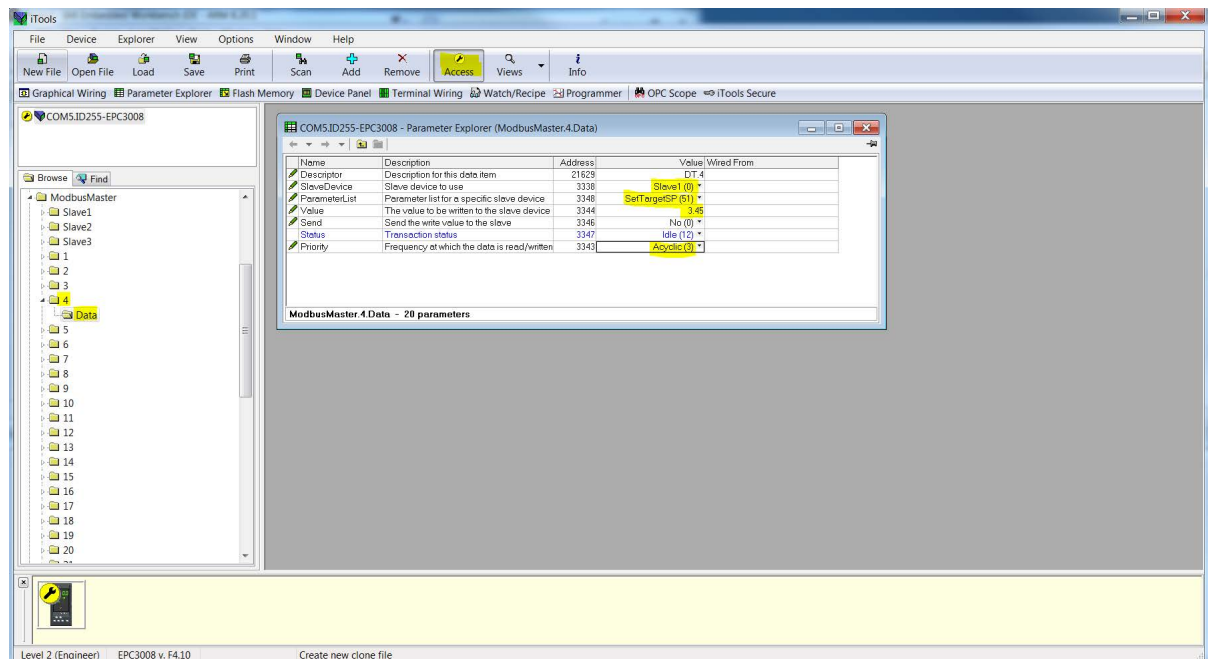 iTools
File Device Explorer View Options Window Help
New File Open File Load Save Print Scan Add Remove Access Views Info
Graphical Wiring Parameter Explorer Flash Memory Device Panel Terminal Wiring Watch/Recipe Programmer OPC Scope iTools Secure
COM5.ID255-EPC3008
Browse Find
ModbusMaster
Slave1
Slave2
Slave3
1
2
3
4
Data
5
6
7
8
9
10
11
12
13
14
15
16
17
18
19
20
COM5.ID255-EPC3008 - Parameter Explorer (ModbusMaster.4.Data)
Name Description Address Value Wired From
Descriptor Description for this data item 21629 DT.4
SlaveDevice Slave device to use 3338 Slave1 (0)
ParameterList Parameter list for a specific slave device 3348 SetTargetSP (51)
Value The value to be written to the slave device 3344 3.45
Send Send the write value to the slave 3346 No (0)
Status Transaction status 3347 Idle (12)
Priority Frequency at which the data is read/written 3343 Acyclic (3)
ModbusMaster.4.Data - 20 parameters
Level 2 (Engineer) EPC3008 v. F4.10 Create new clone file